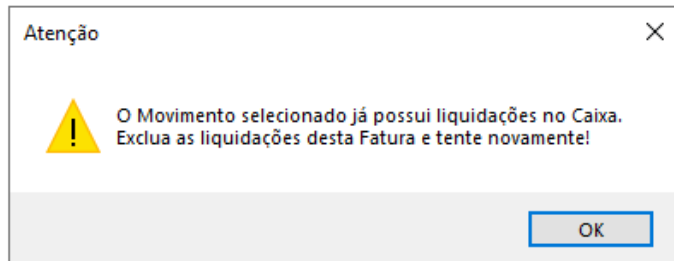 Atenção
O Movimento selecionado já possui liquidações no Caixa.
Exclua as liquidações desta Fatura e tente novamente!
OK